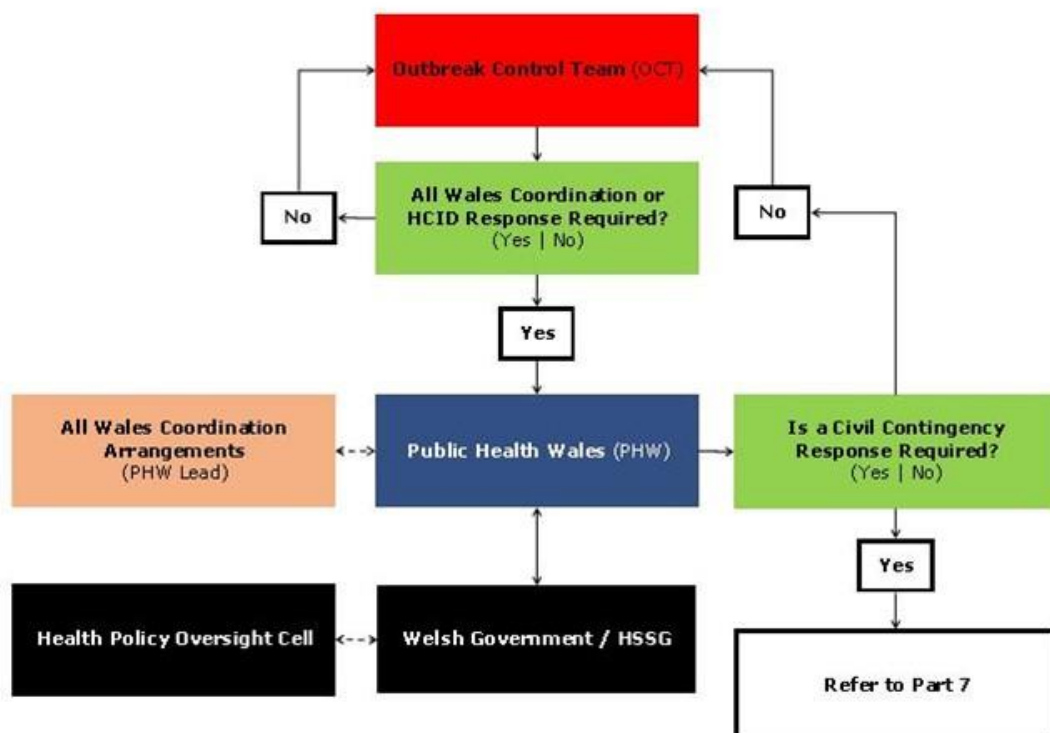 Outbreak Control Team (OCT)
All Wales Coordination or
HCID Response Required?
(Yes | No)
No
No
Yes
All Wales Coordination
Arrangements
(PHW Lead)
Public Health Wales (PHW)
Is a Civil Contingency
Response Required?
(Yes | No)
Yes
Health Policy Oversight Cell
Welsh Government / HSSG
Refer to Part 7